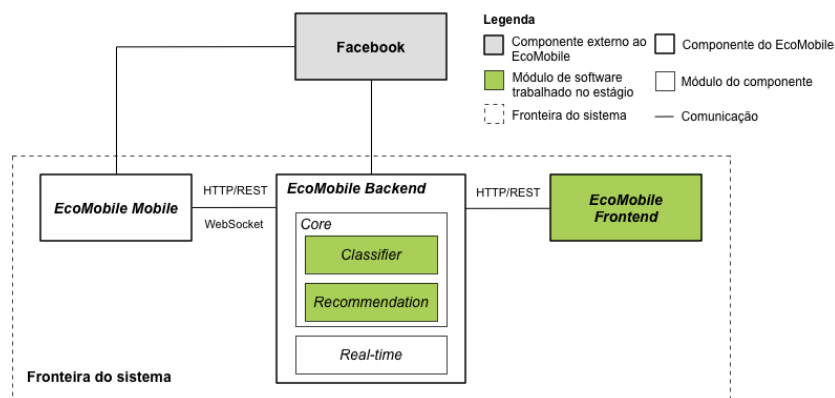 Facebook
Legenda
Componente externo ao
EcoMobile
Componente do EcoMobile
Módulo de software
trabalhado no estágio
Módulo do componente
Fronteira do sistema
Comunicação
EcoMobile Mobile
HTTP/REST
WebSocket
EcoMobile Backend
Core
Classifier
Recommendation
Real-time
HTTP/REST
EcoMobile
Frontend
Fronteira do sistema